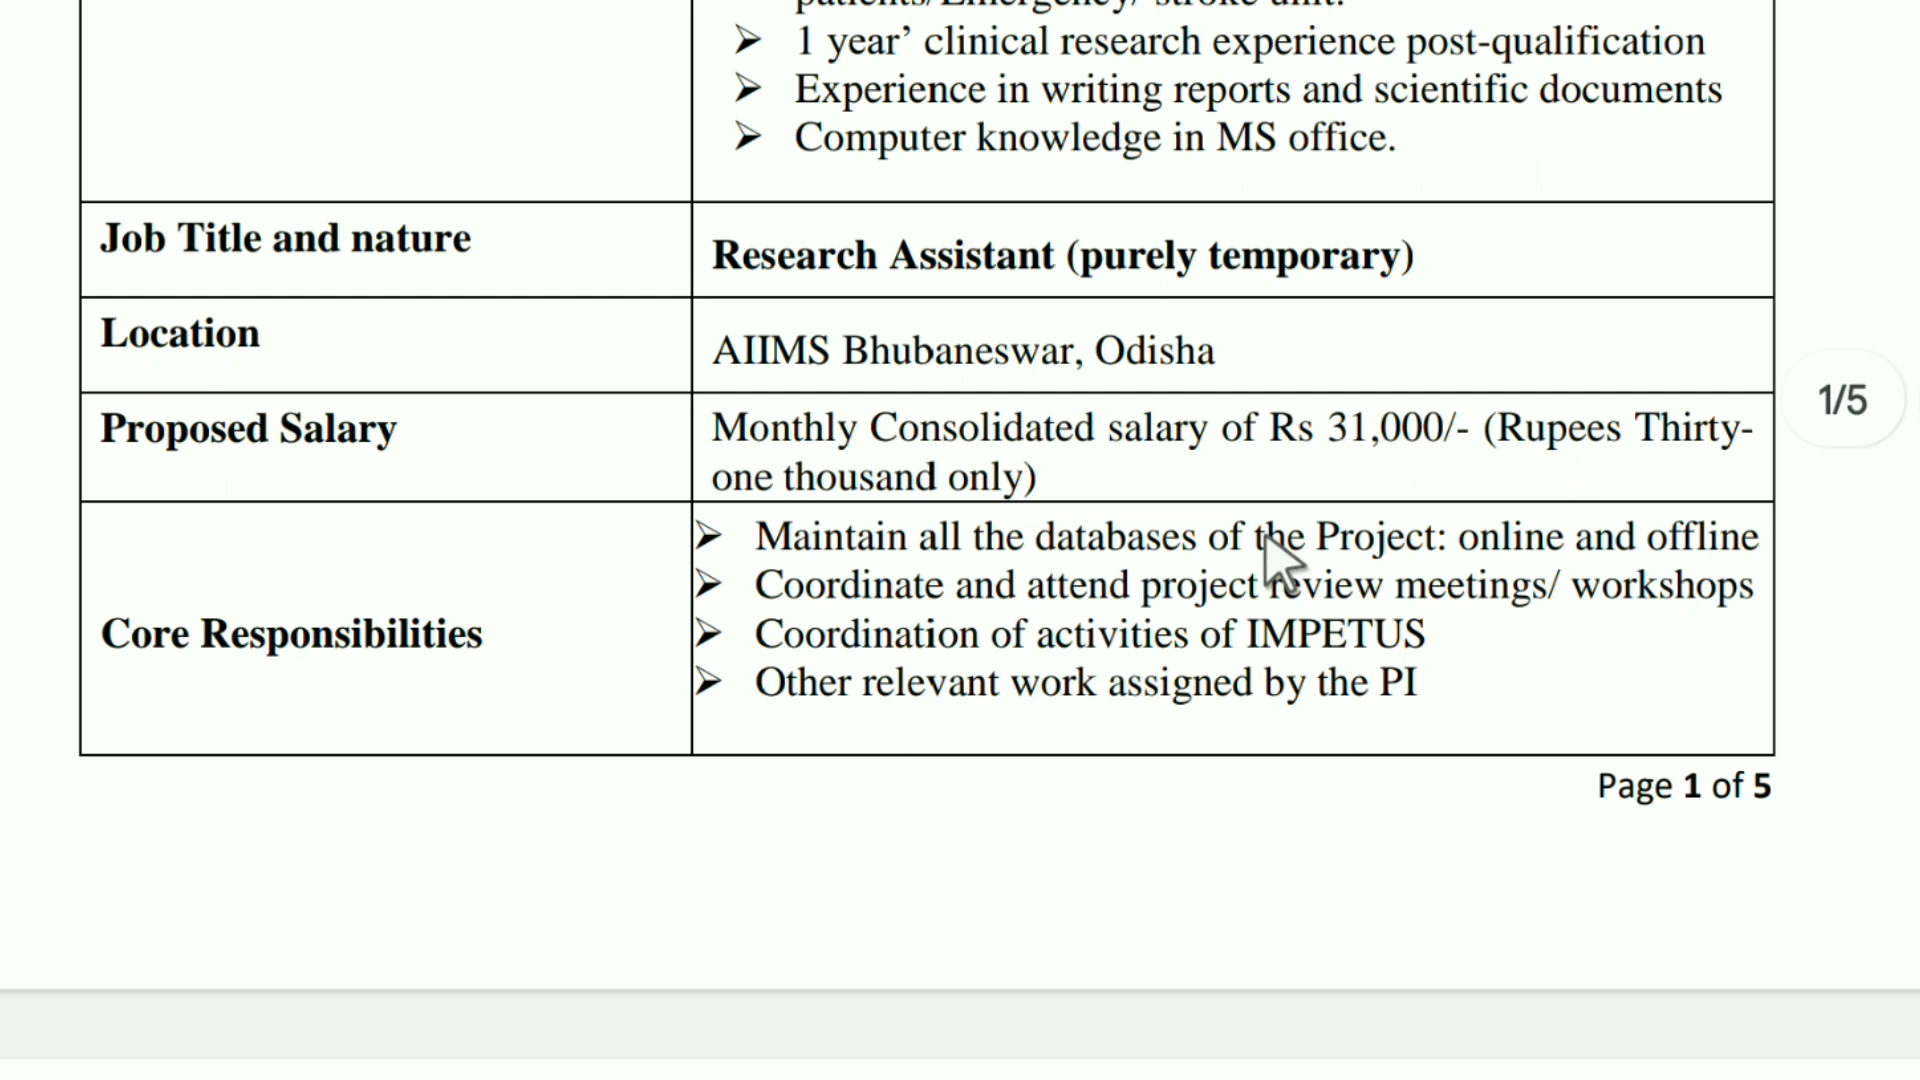 patients/Emergency/ stroke unit.
➢ 1 year’ clinical research experience post-qualification
➢ Experience in writing reports and scientific documents
➢ Computer knowledge in MS office.
Job Title and nature
Research Assistant (purely temporary)
Location
AIIMS Bhubaneswar, Odisha
1/5
Proposed Salary
Monthly Consolidated salary of Rs 31,000/- (Rupees Thirty-
one thousand only)
Core Responsibilities
➢ Maintain all the databases of the Project: online and offline
➢ Coordinate and attend project review meetings/ workshops
➢ Coordination of activities of IMPETUS
➢ Other relevant work assigned by the PI
Page 1 of 5